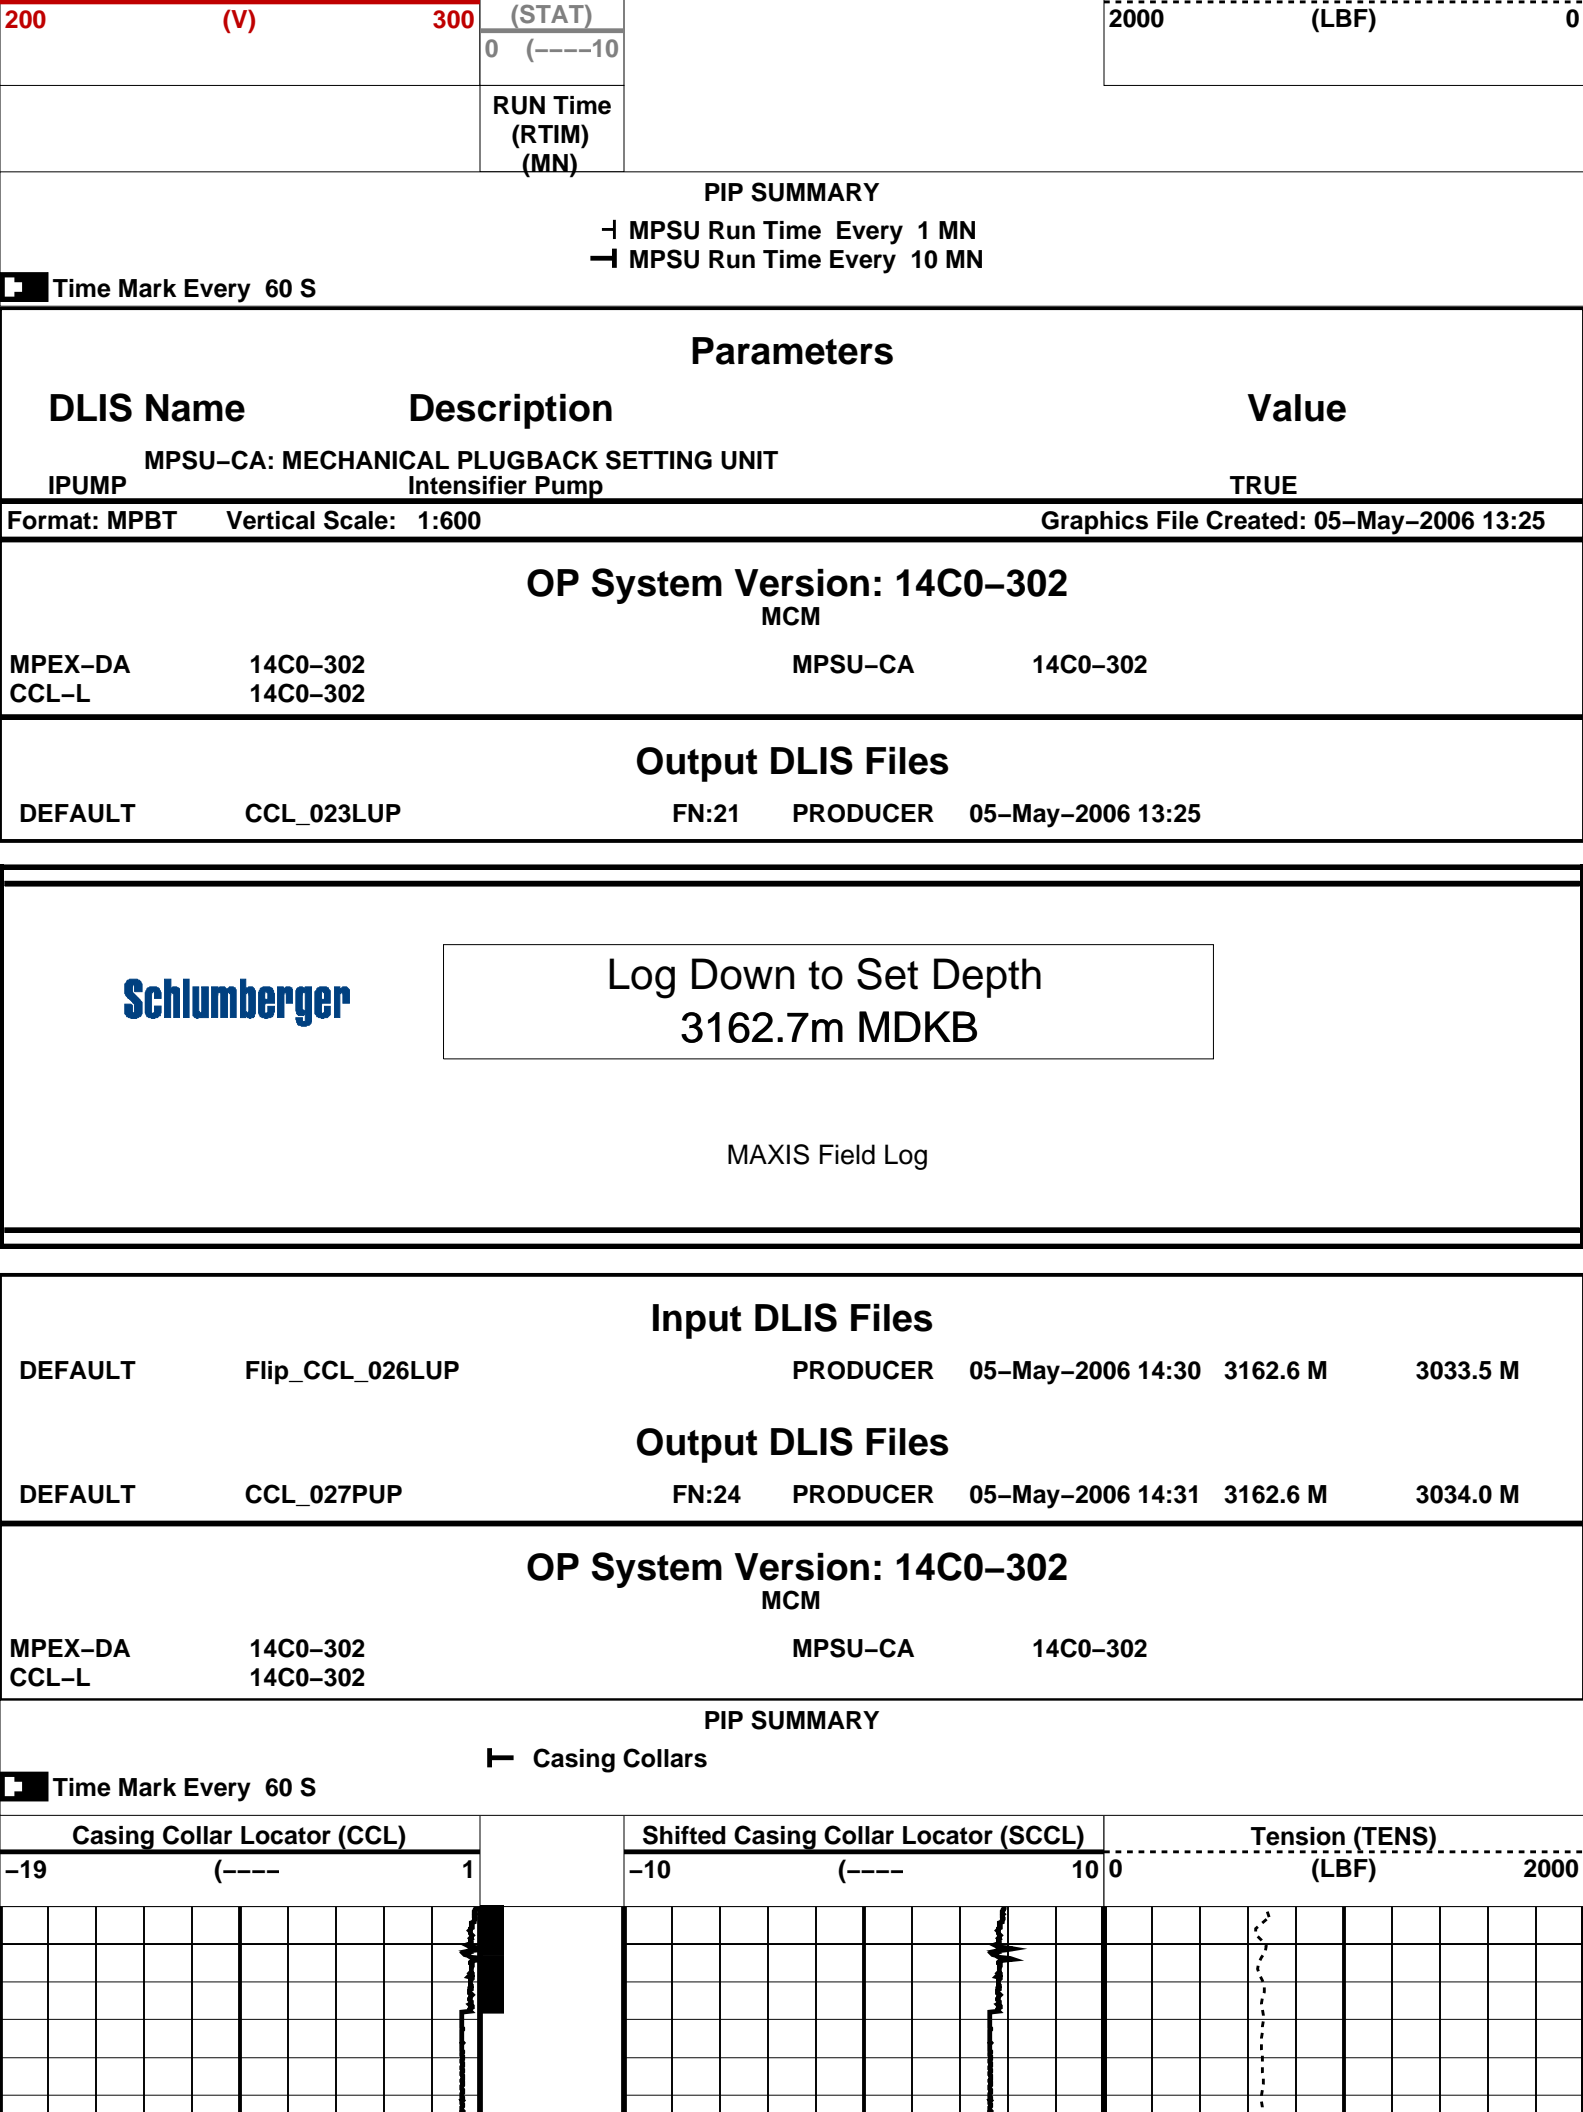 200 (V) 300 (STAT) 2000 (LBF) 0
0 (−−−−10
RUN Time
(RTIM)
(MN)
PIP SUMMARY
MPSU Run Time Every 1 MN
MPSU Run Time Every 10 MN
Time Mark Every 60 S
Parameters
DLIS Name Description Value
MPSU−CA: MECHANICAL PLUGBACK SETTING UNIT
IPUMP Intensifier Pump TRUE
Format: MPBT Vertical Scale: 1:600 Graphics File Created: 05−May−2006 13:25
OP System Version: 14C0−302
MCM
MPEX−DA 14C0−302 MPSU−CA 14C0−302
CCL−L 14C0−302
Output DLIS Files
DEFAULT CCL_023LUP FN:21 PRODUCER 05−May−2006 13:25
Schlumberger
Log Down to Set Depth
3162.7m MDKB
MAXIS Field Log
Input DLIS Files
DEFAULT Flip_CCL_026LUP PRODUCER 05−May−2006 14:30 3162.6 M 3033.5 M
Output DLIS Files
DEFAULT CCL_027PUP FN:24 PRODUCER 05−May−2006 14:31 3162.6 M 3034.0 M
OP System Version: 14C0−302
MCM
MPEX−DA 14C0−302 MPSU−CA 14C0−302
CCL−L 14C0−302
PIP SUMMARY
Casing Collars
Time Mark Every 60 S
Casing Collar Locator (CCL) Shifted Casing Collar Locator (SCCL) Tension (TENS)
−19 (−−−− 1 −10 (−−−− 10 0 (LBF) 2000